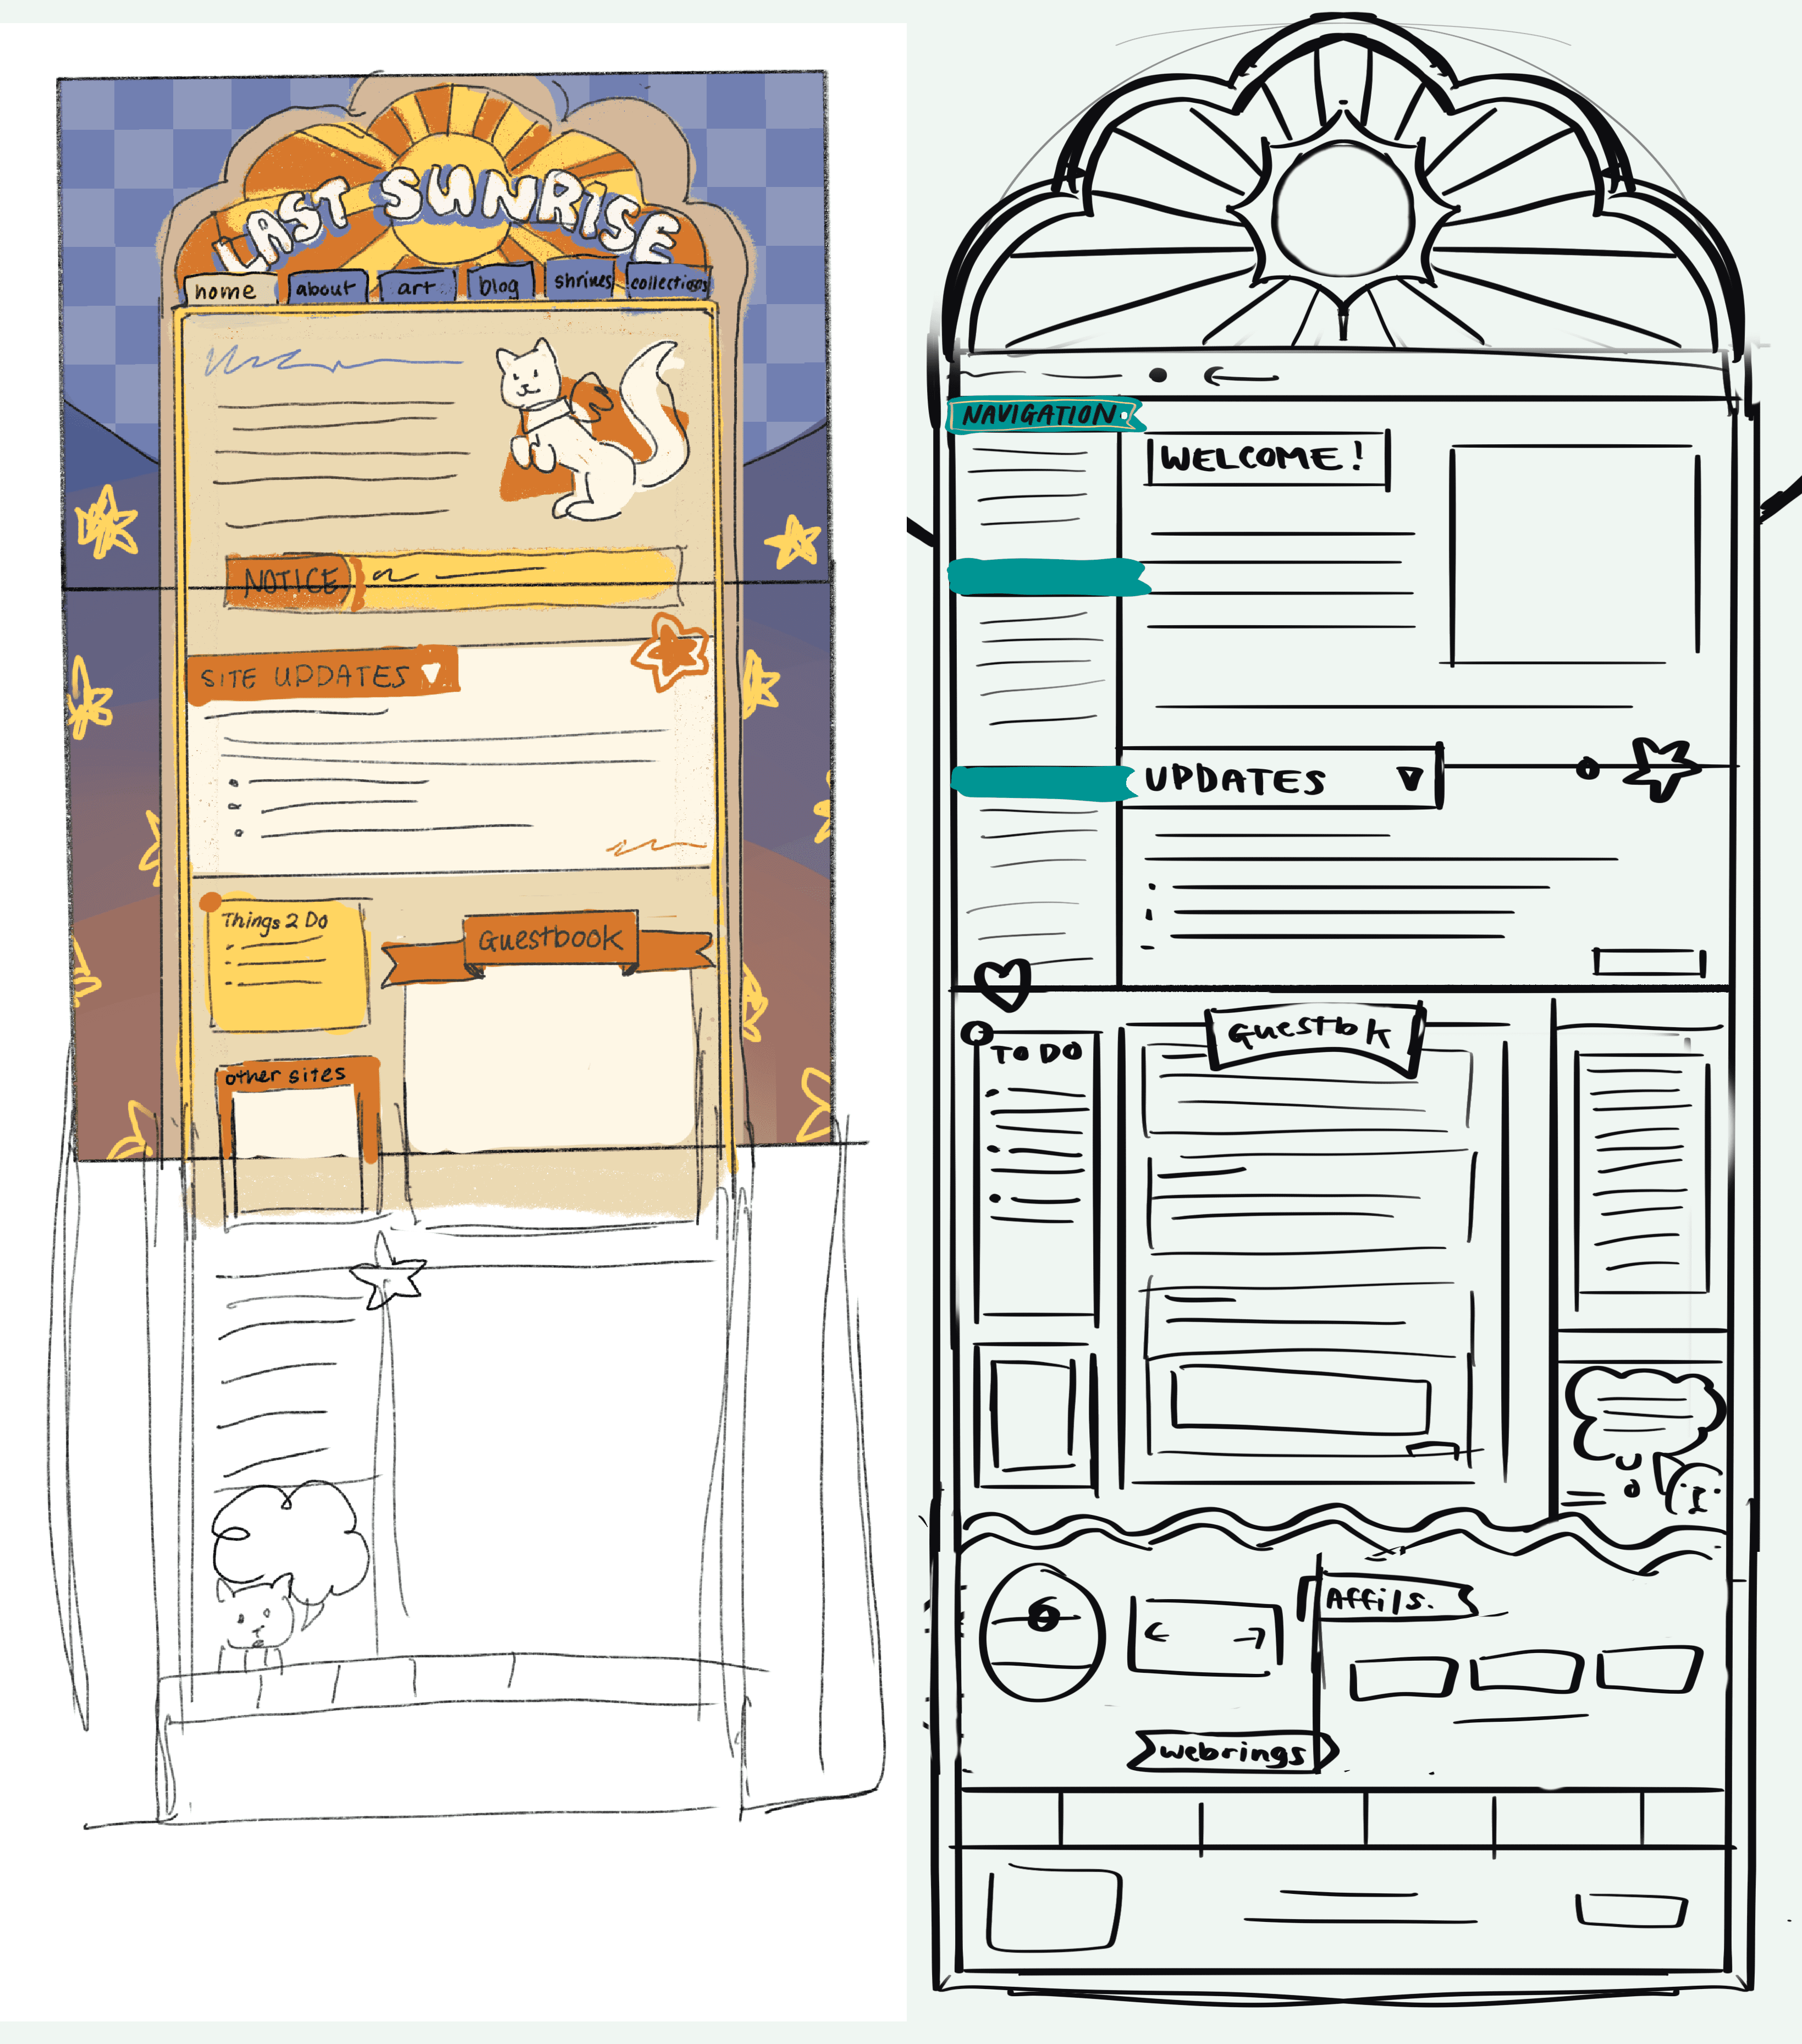 LAST SUNRISE
home about art blog shrines collections
NOTICE
SITE UPDATES
Things 2 Do
Guestbook
other sites
NAVIGATION
WELCOME!
UPDATES
TO DO
Guestbk
Affils.
webrings